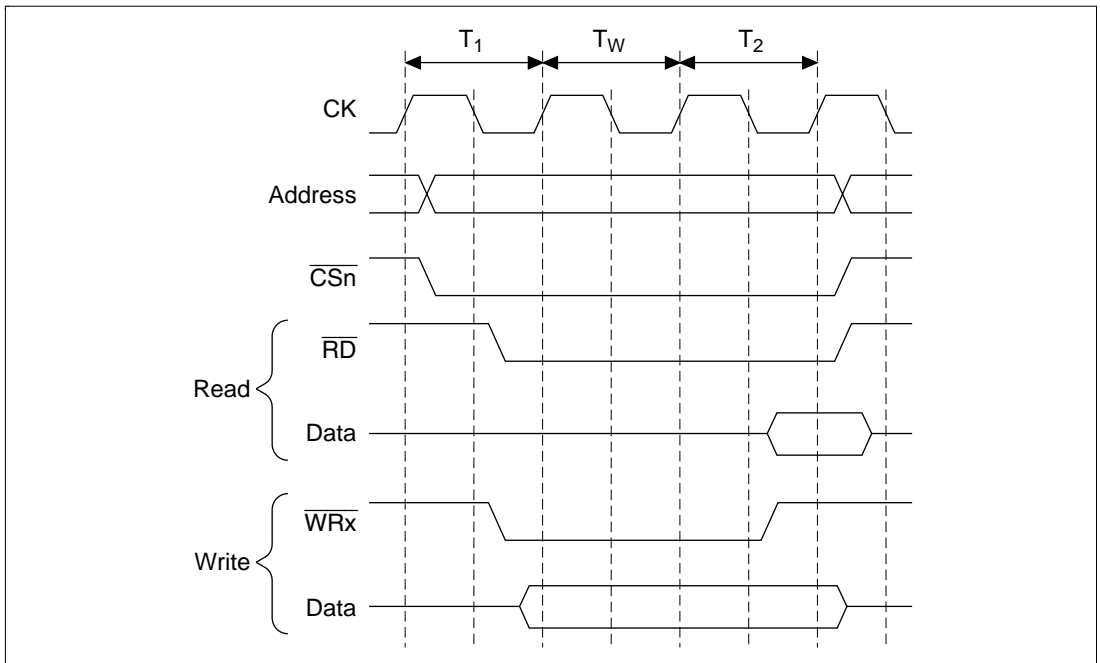 T1 TW T2
CK
Address
CSn
RD
Read
Data
WRx
Write
Data